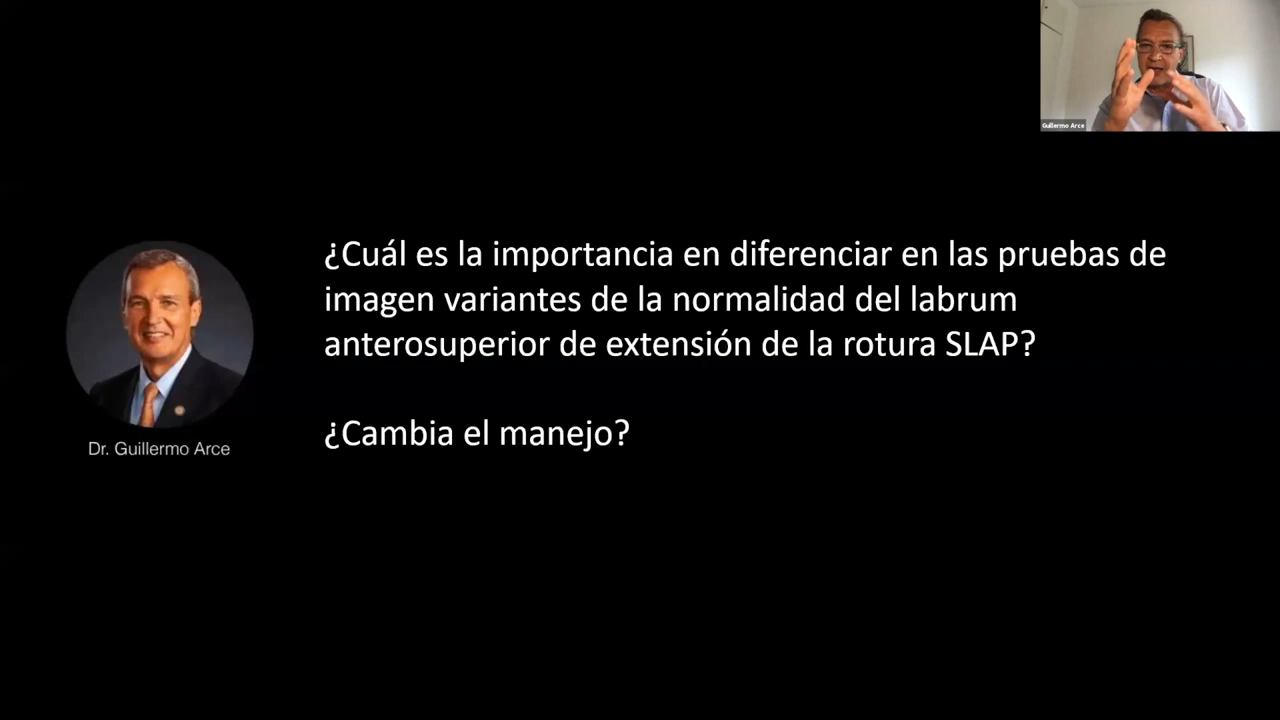 Guillermo Arce
¿Cuál es la importancia en diferenciar en las pruebas de
imagen variantes de la normalidad del labrum
anterosuperior de extensión de la rotura SLAP?
¿Cambia el manejo?
Dr. Guillermo Arce